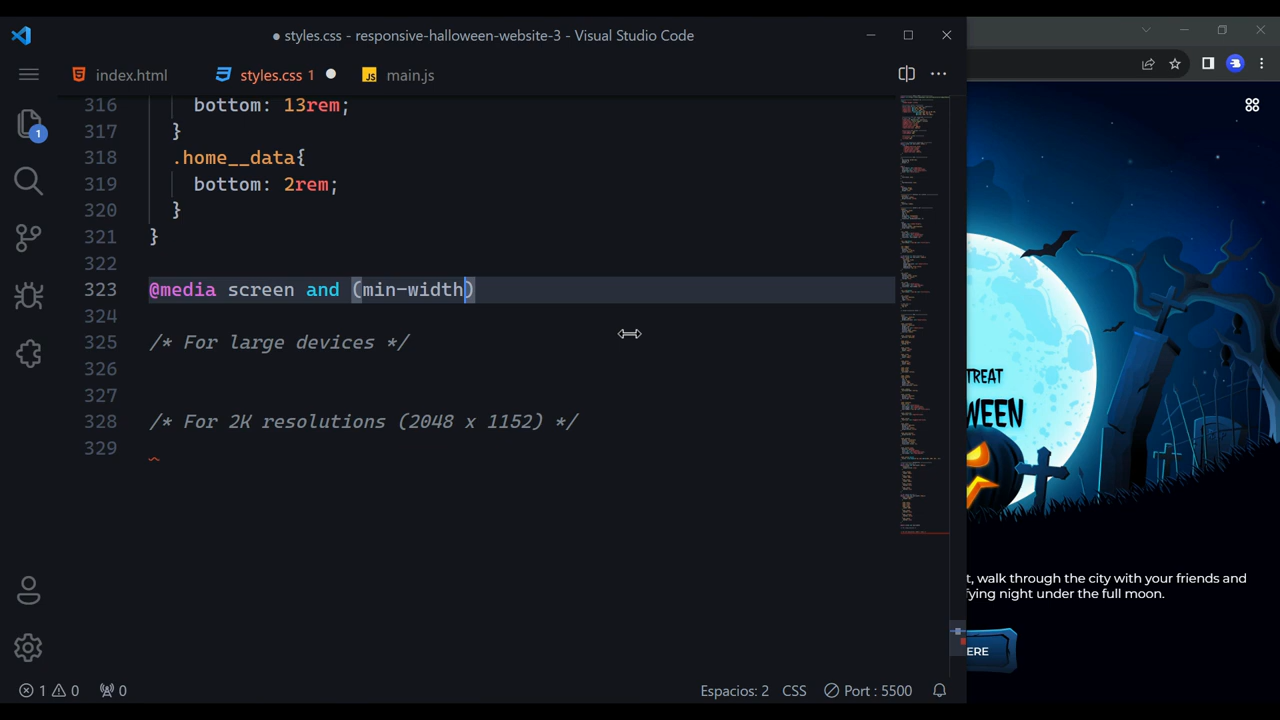 ● styles.css - responsive-halloween-website-3 - Visual Studio Code
index.html
styles.css 1 ●
JS main.js
316 bottom: 13rem;
317 }
318 .home__data{
319 bottom: 2rem;
320 }
321 }
322
323 @media screen and (min-width)
324
325 /* For large devices */
326
327
328 /* For 2K resolutions (2048 x 1152) */
329
1
1 0 0
Espacios: 2 CSS Port : 5500
TREAT
WEEN
t, walk through the city with your friends and
fying night under the full moon.
ERE